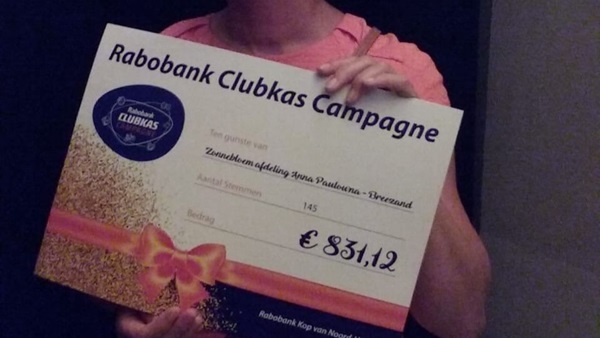 Rabobank Clubkas Campagne
Rabobank
CLUBKAS
CAMPAGNE
Ten gunste van
Zonnebloem afdeling Anna Paulowna - Breezand
Aantal Stemmen 145
Bedrag € 831,12
Rabobank Kop van Noord